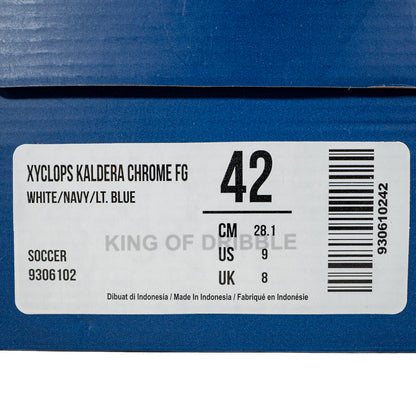 XYCLOPS KALDERA CHROME FG
WHITE/NAVY/LT. BLUE
SOCCER
9306102
42
CM 28.1
US 9
UK 8
KING OF DRIBBLE
Dibuat di Indonesia / Made In Indonesia / Fabriqué en Indonésie
930610242